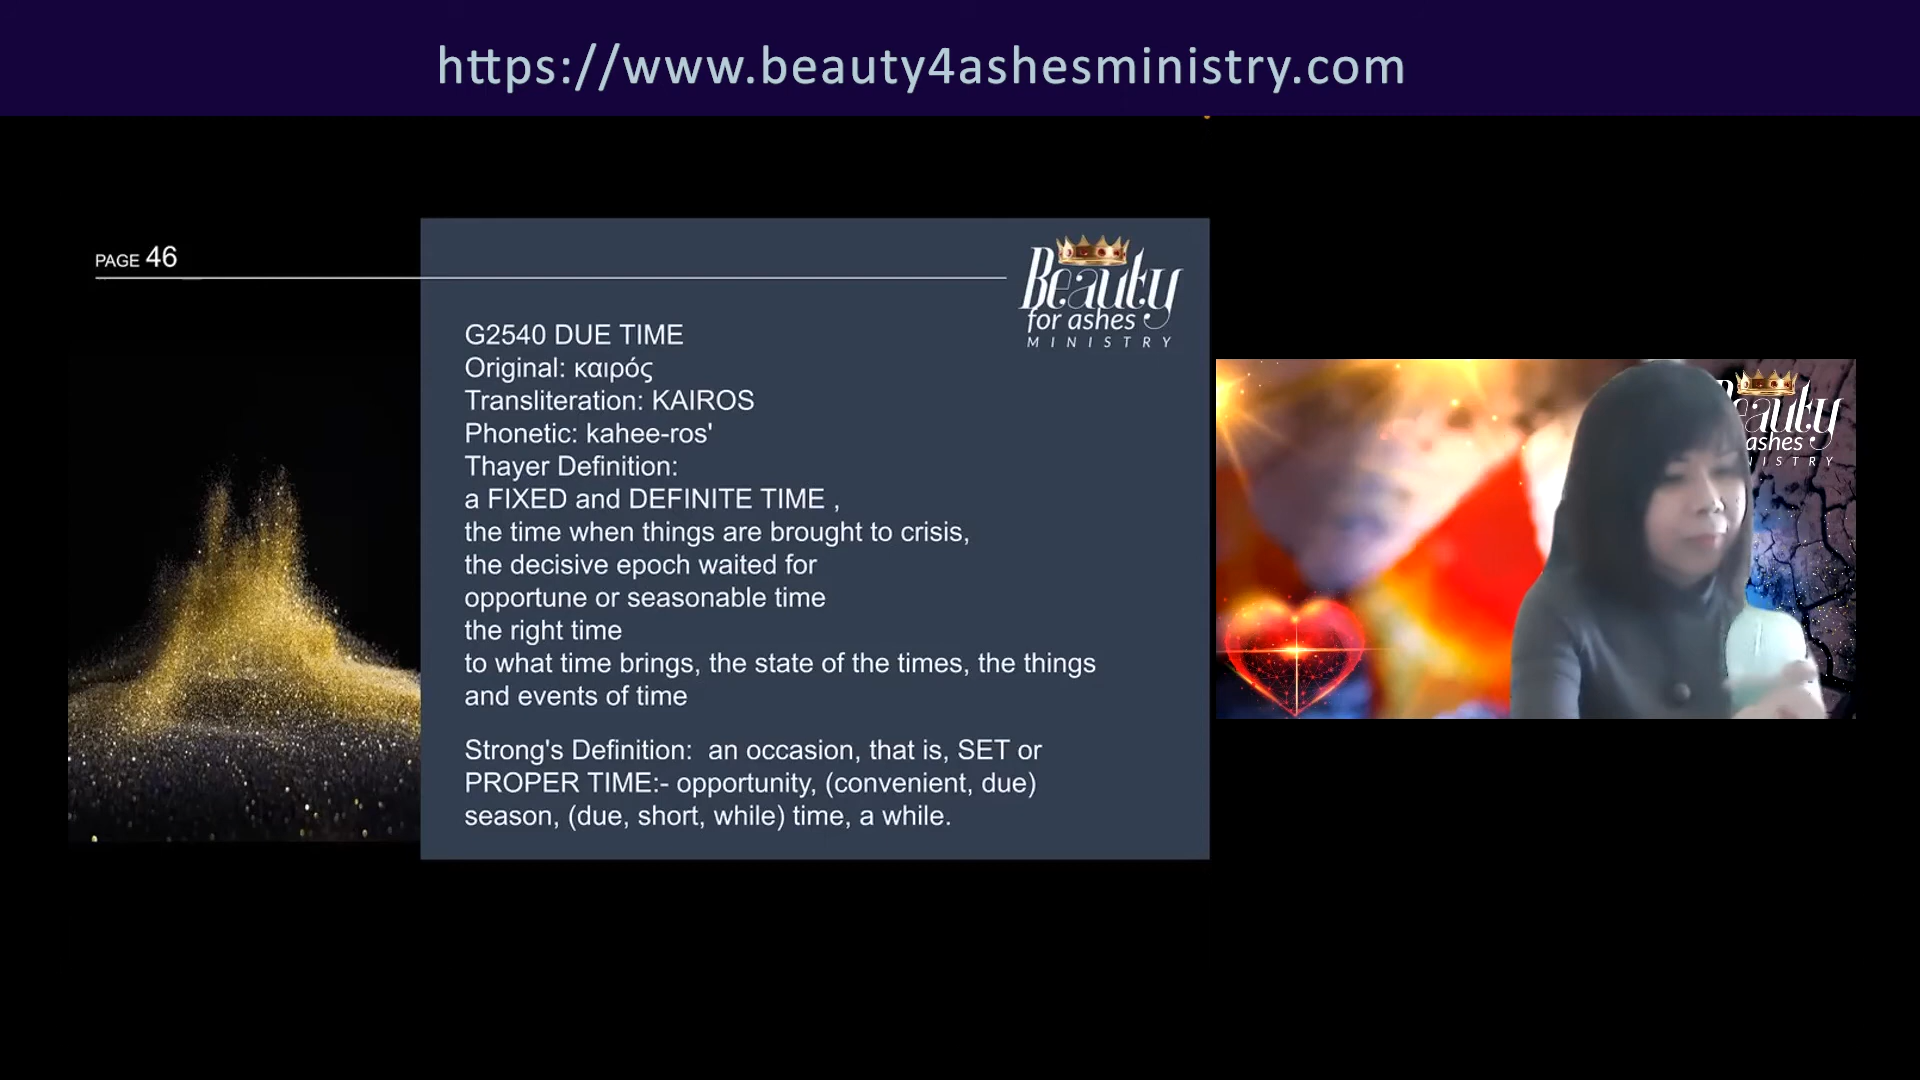 https://www.beauty4ashesministry.com
PAGE 46
Beauty
for ashes
MINISTRY
G2540 DUE TIME
Original: καιρός
Transliteration: KAIROS
Phonetic: kahee-ros'
Thayer Definition:
a FIXED and DEFINITE TIME ,
the time when things are brought to crisis,
the decisive epoch waited for
opportune or seasonable time
the right time
to what time brings, the state of the times, the things
and events of time
Strong's Definition:  an occasion, that is, SET or
PROPER TIME:- opportunity, (convenient, due)
season, (due, short, while) time, a while.
Beauty
ashes
NISTRY